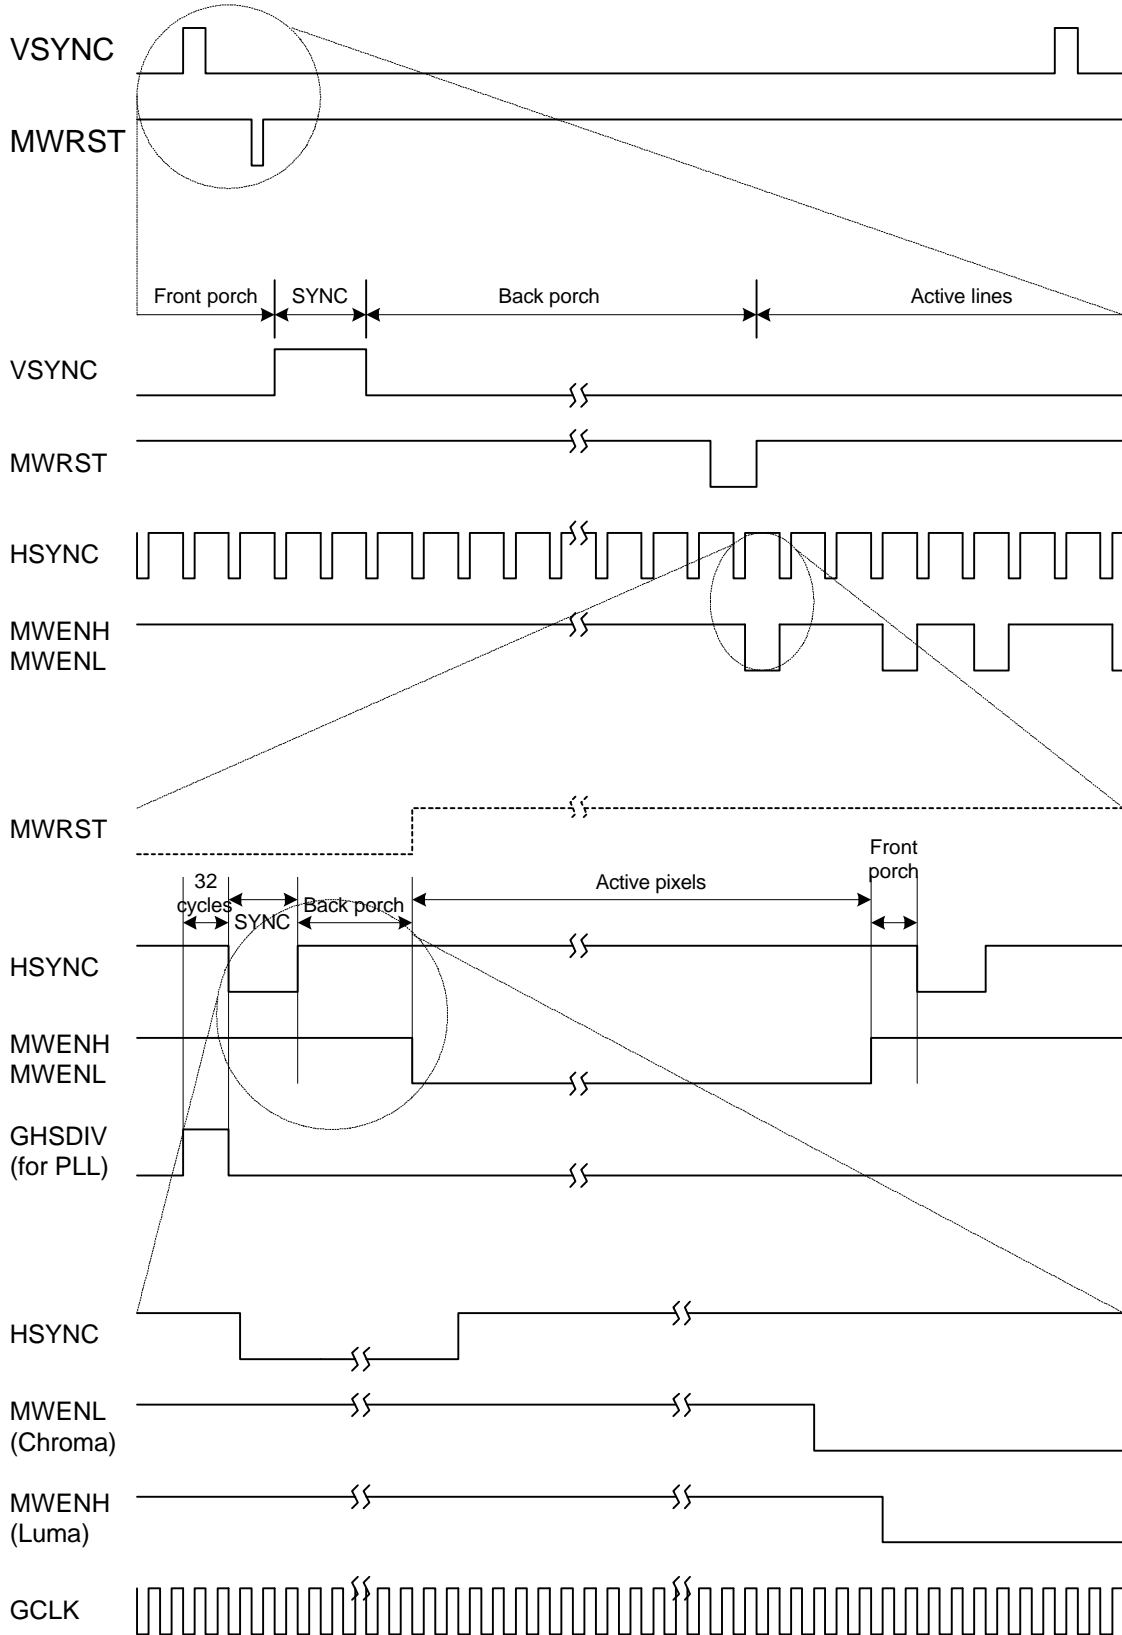 VSYNC
MWRST
Front porch
SYNC
Back porch
Active lines
VSYNC
MWRST
HSYNC
MWENH
MWENL
MWRST
32
cycles
SYNC
Back porch
Active pixels
Front
porch
HSYNC
MWENH
MWENL
GHSDIV
(for PLL)
HSYNC
MWENL
(Chroma)
MWENH
(Luma)
GCLK